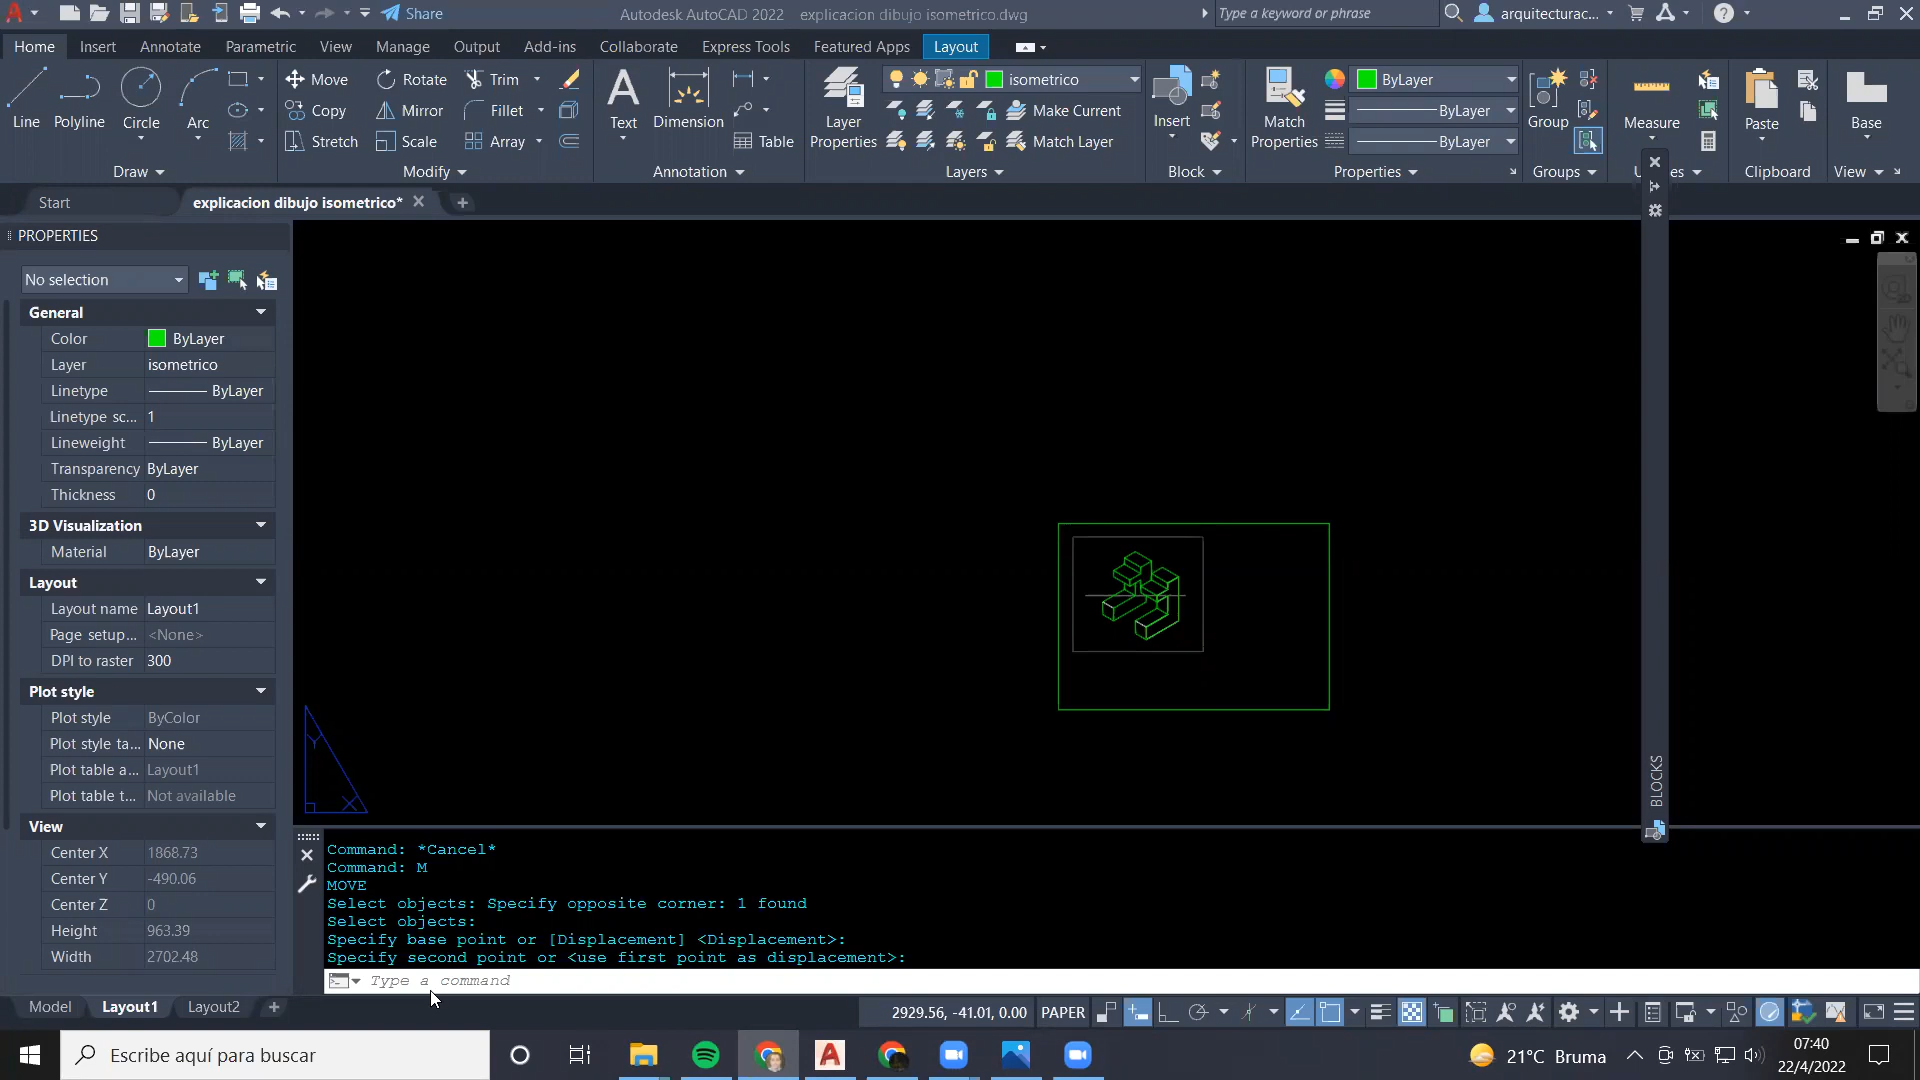 Share
Autodesk AutoCAD 2022 explicacion dibujo isometrico.dwg
Type a keyword or phrase
arquitecturac...
Home Insert Annotate Parametric View Manage Output Add-ins Collaborate Express Tools Featured Apps Layout
Move Rotate Trim isometrico ByLayer
Copy Mirror Fillet Make Current ByLayer
Line Polyline Circle Arc Text Dimension Insert Group Measure Paste Base
Stretch Scale Array Table Layer Properties Match Layer Match Properties ByLayer
Draw Modify Annotation Layers Block Properties Groups Clipboard View
Start explicacion dibujo isometrico*
PROPERTIES
No selection
General
Color ByLayer
Layer isometrico
Linetype ByLayer
Linetype sc... 1
Lineweight ByLayer
Transparency ByLayer
Thickness 0
3D Visualization
Material ByLayer
Layout
Layout name Layout1
Page setup... <None>
DPI to raster 300
Plot style
Plot style ByColor
Plot style ta... None
Plot table a... Layout1
Plot table t... Not available
View
Center X 1868.73
Center Y -490.06
Center Z 0
Height 963.39
Width 2702.48
Y
X
BLOCKS
Command: *Cancel*
Command: M
MOVE
Select objects: Specify opposite corner: 1 found
Select objects:
Specify base point or [Displacement] <Displacement>:
Specify second point or <use first point as displacement>:
Type a command
Model Layout1 Layout2
2929.56, -41.01, 0.00 PAPER
Escribe aquí para buscar
21°C Bruma
07:40
22/4/2022